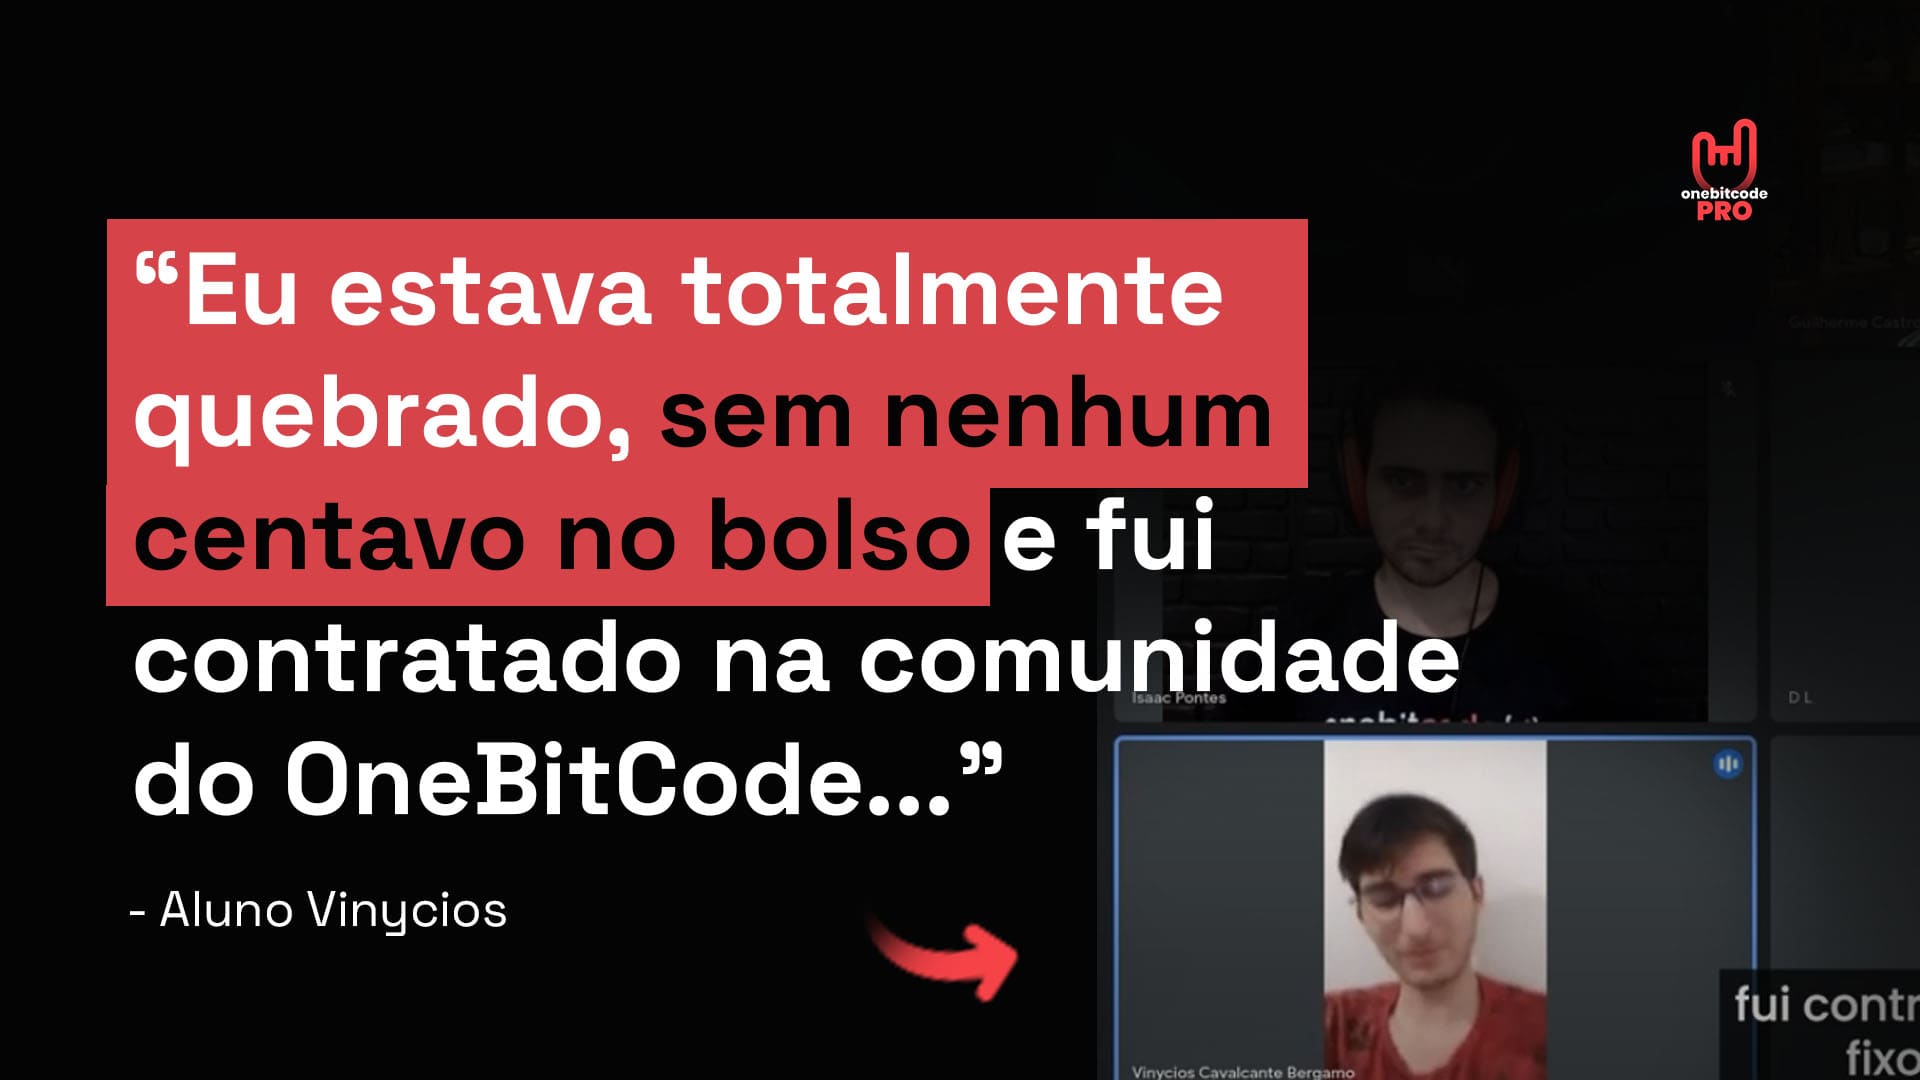 onebitcode
PRO
“Eu estava totalmente
quebrado, sem nenhum
centavo no bolso e fui
contratado na comunidade
do OneBitCode...”
- Aluno Vinycios
Guilherme Castro
Isaac Pontes
D L
Vinycios Cavalcante Bergamo
fui contr
fixo